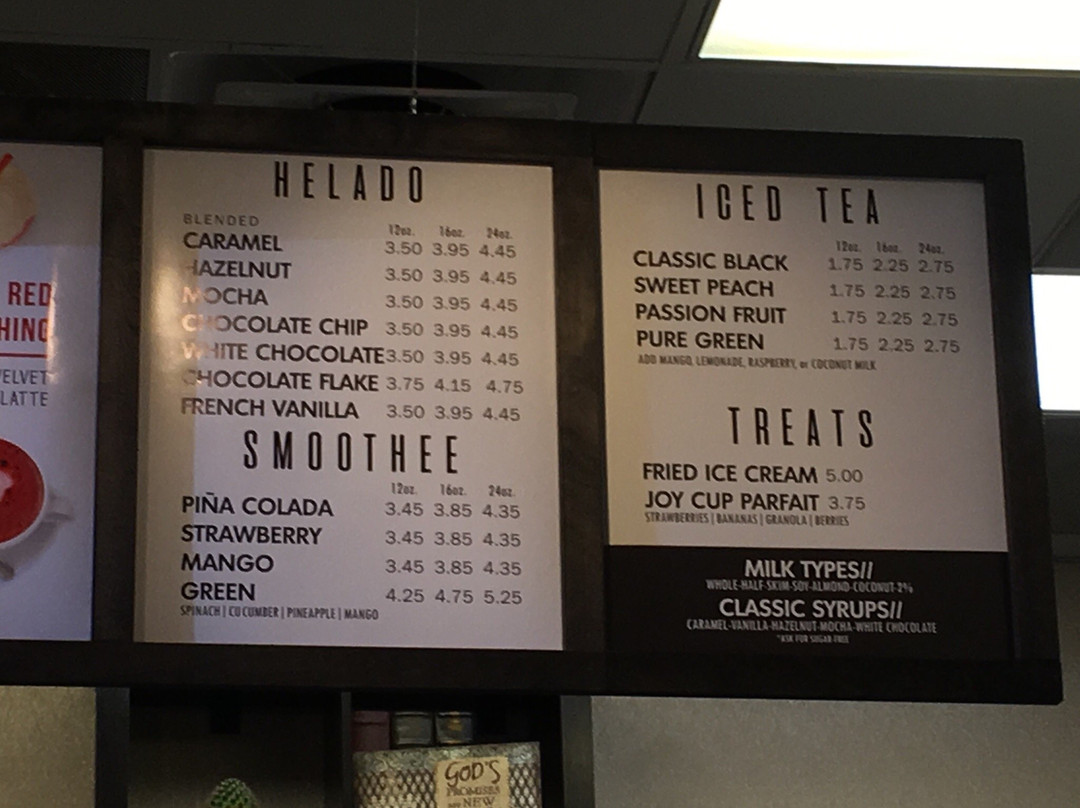 RED
HING
VELVET
LATTE
HELADO
BLENDED
12oz. 16oz. 24oz.
CARAMEL 3.50 3.95 4.45
HAZELNUT 3.50 3.95 4.45
MOCHA 3.50 3.95 4.45
CHOCOLATE CHIP 3.50 3.95 4.45
WHITE CHOCOLATE 3.50 3.95 4.45
CHOCOLATE FLAKE 3.75 4.15 4.75
FRENCH VANILLA 3.50 3.95 4.45
SMOOTHEE
12oz. 16oz. 24oz.
PIÑA COLADA 3.45 3.85 4.35
STRAWBERRY 3.45 3.85 4.35
MANGO 3.45 3.85 4.35
GREEN 4.25 4.75 5.25
SPINACH | CUCUMBER | PINEAPPLE | MANGO
ICED TEA
12oz. 16oz. 24oz.
CLASSIC BLACK 1.75 2.25 2.75
SWEET PEACH 1.75 2.25 2.75
PASSION FRUIT 1.75 2.25 2.75
PURE GREEN 1.75 2.25 2.75
ADD MANGO, LEMONADE, RASPBERRY, or COCONUT MILK
TREATS
FRIED ICE CREAM 5.00
JOY CUP PARFAIT 3.75
STRAWBERRIES | BANANAS | GRANOLA | BERRIES
MILK TYPES//
WHOLE-HALF-SKIM-SOY-ALMOND-COCONUT-2%
CLASSIC SYRUPS//
CARAMEL-VANILLA-HAZELNUT-MOCHA-WHITE CHOCOLATE
*ASK FOR SUGAR FREE
GOD'S
PROMISES
NEW